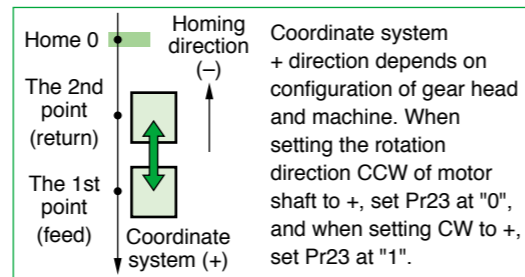 Home 0
Homing
direction
(–)
The 2nd
point
(return)
The 1st
point
(feed)
Coordinate
system (+)
Coordinate system
+ direction depends on
configuration of gear head
and machine. When
setting the rotation
direction CCW of motor
shaft to +, set Pr23 at "0",
and when setting CW to +,
set Pr23 at "1".